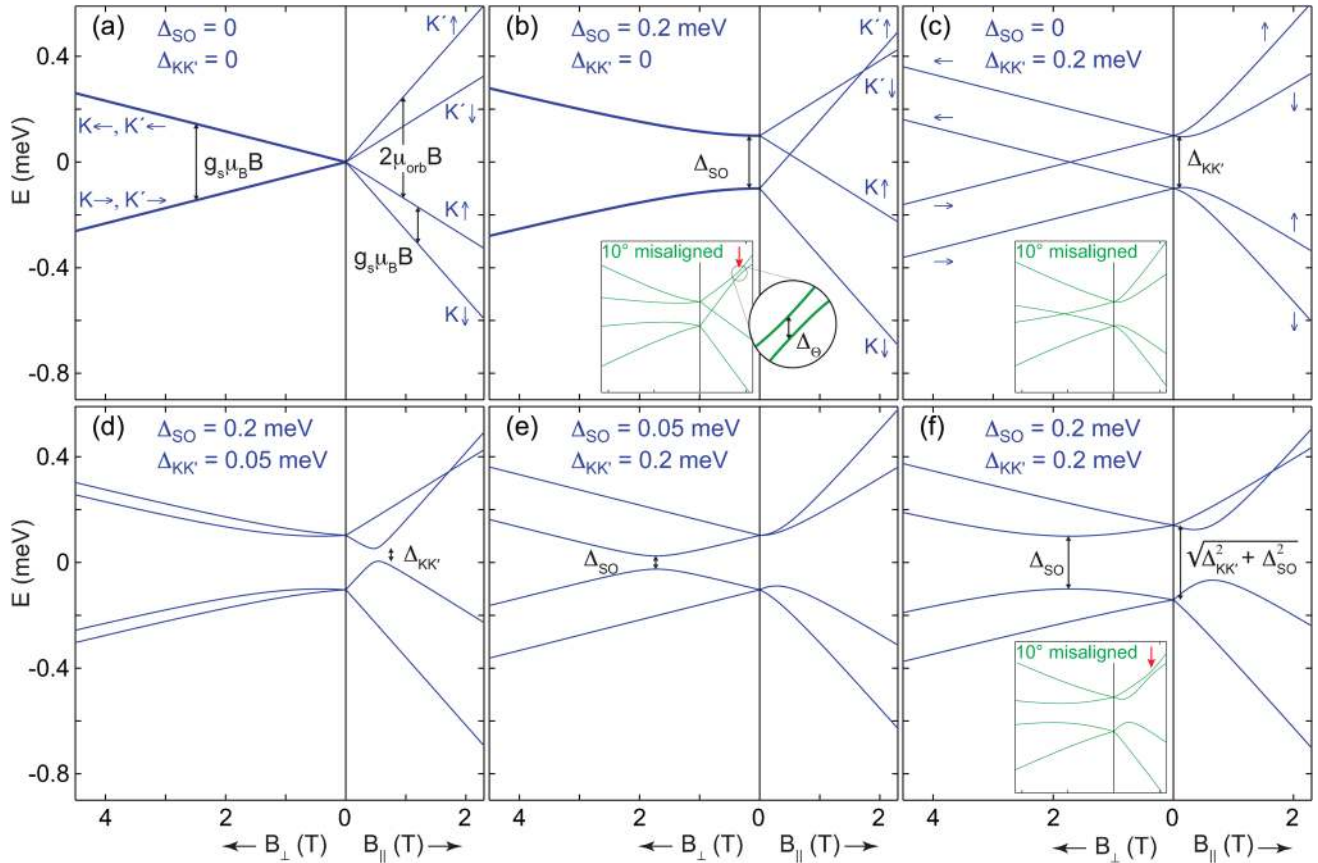 (a)
Δ_SO = 0
Δ_KK' = 0
K'↑
K'↓
K←, K'←
2μ_orbB
g_sμ_BB
K→, K'→
K↑
g_sμ_BB
K↓
E (meV)
0.4
0
-0.4
-0.8
(b)
Δ_SO = 0.2 meV
Δ_KK' = 0
K'↑
K'↓
Δ_SO
K↑
10° misaligned
Δ_Θ
K↓
(c)
Δ_SO = 0
Δ_KK' = 0.2 meV
↑
←
↓
←
Δ_KK'
→
↑
→
10° misaligned
↓
(d)
Δ_SO = 0.2 meV
Δ_KK' = 0.05 meV
Δ_KK'
E (meV)
0.4
0
-0.4
-0.8
4 2 0 2
← B_⊥ (T) B_|| (T) →
(e)
Δ_SO = 0.05 meV
Δ_KK' = 0.2 meV
Δ_SO
4 2 0 2
← B_⊥ (T) B_|| (T) →
(f)
Δ_SO = 0.2 meV
Δ_KK' = 0.2 meV
Δ_SO
√Δ²_KK' + Δ²_SO
10° misaligned
4 2 0 2
← B_⊥ (T) B_|| (T) →